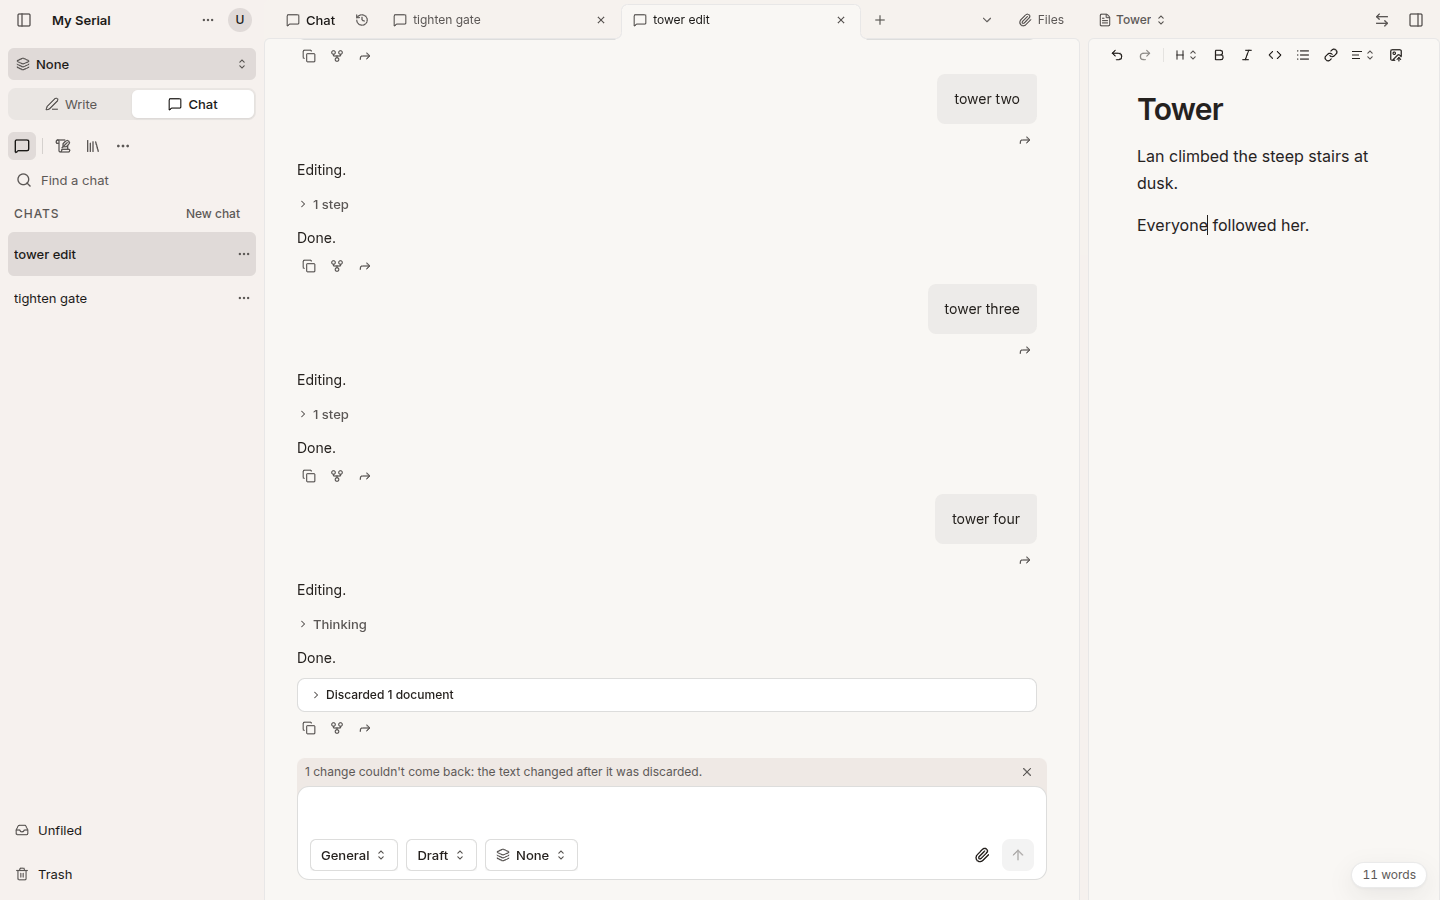 My Serial
U
Chat
tighten gate
tower edit
Files
Tower
None
Write
Chat
Find a chat
CHATS
New chat
tower edit
tighten gate
Unfiled
Trash
tower two
Editing.
1 step
Done.
tower three
Editing.
1 step
Done.
tower four
Editing.
Thinking
Done.
Discarded 1 document
1 change couldn't come back: the text changed after it was discarded.
General
Draft
None
H
B
I
Tower
Lan climbed the steep stairs at
dusk.
Everyone followed her.
11 words